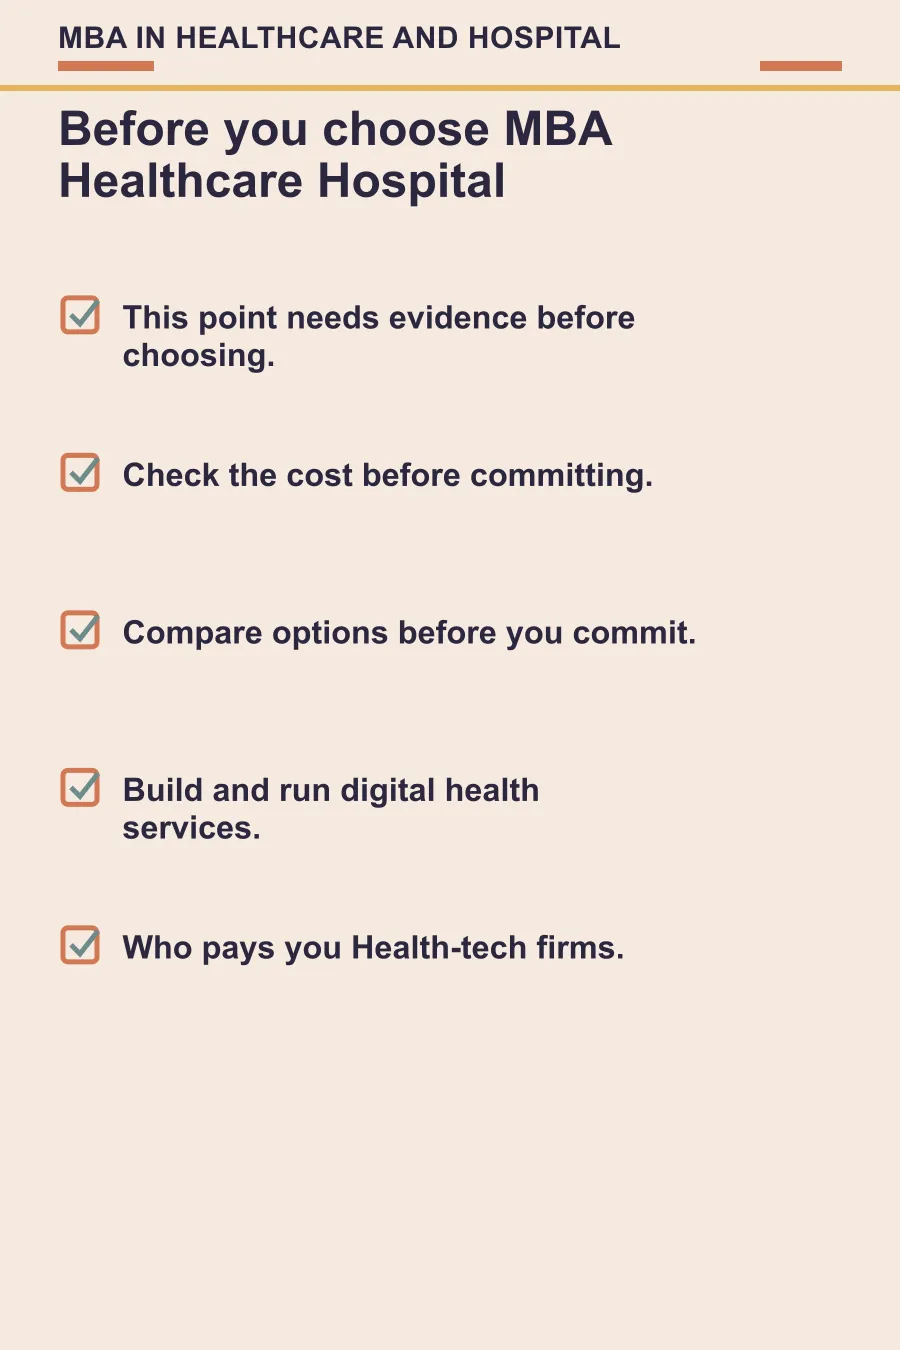 MBA IN HEALTHCARE AND HOSPITAL
Before you choose MBA
Healthcare Hospital
This point needs evidence before
choosing.
Check the cost before committing.
Compare options before you commit.
Build and run digital health
services.
Who pays you Health-tech firms.